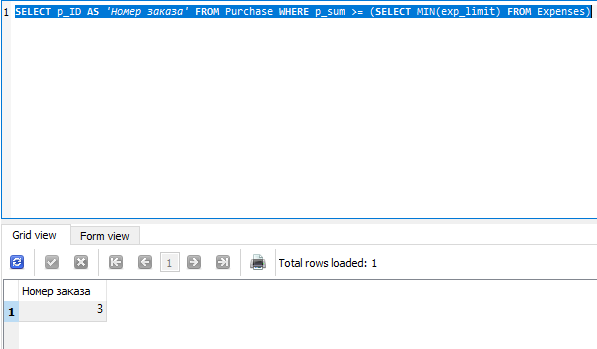 1 SELECT p_ID AS 'Номер заказа' FROM Purchase WHERE p_sum >= (SELECT MIN(exp_limit) FROM Expenses)
Grid view Form view
1 Total rows loaded: 1
Номер заказа
1 3